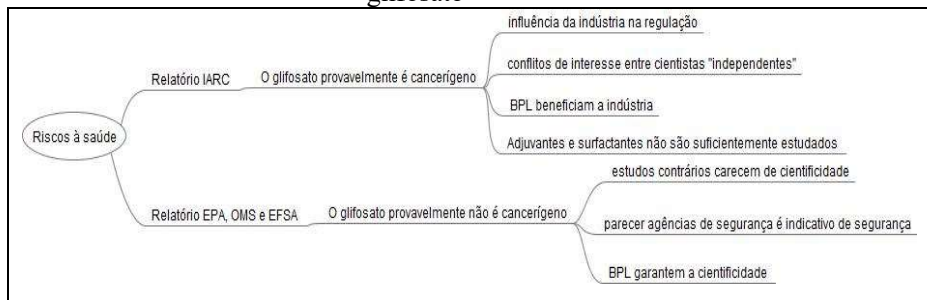 glifosato
Riscos à saúde
Relatório IARC
O glifosato provavelmente é cancerígeno
influência da indústria na regulação
conflitos de interesse entre cientistas "independentes"
BPL beneficiam a indústria
Adjuvantes e surfactantes não são suficientemente estudados
Relatório EPA, OMS e EFSA
O glifosato provavelmente não é cancerígeno
estudos contrários carecem de cientificidade
parecer agências de segurança é indicativo de segurança
BPL garantem a cientificidade